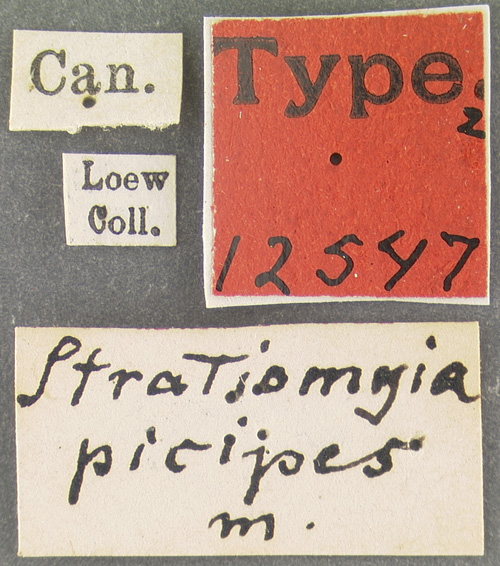 Can.
Loew
Coll.
Type.
2
12547
Stratiomyia
picipes
m.